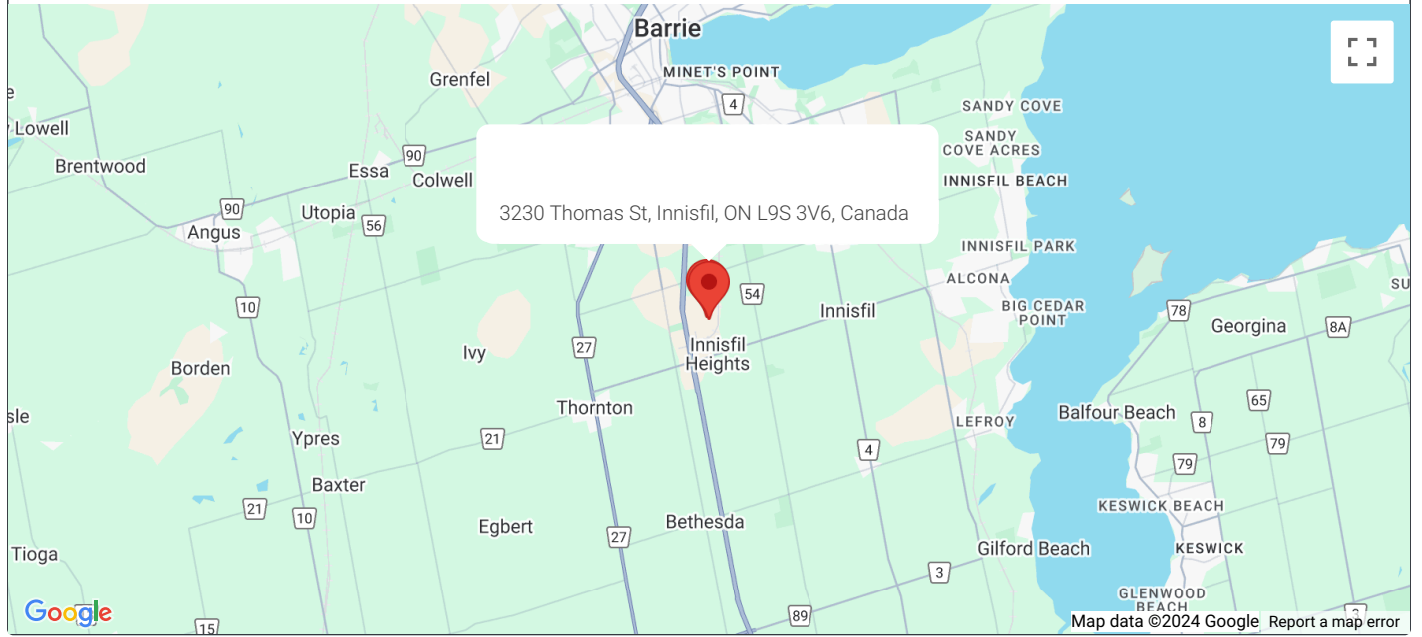 Barrie
MINET'S POINT
Grenfel
4
SANDY COVE
Lowell
SANDY
COVE ACRES
90
Brentwood
Essa
Colwell
INNISFIL BEACH
90
Utopia
56
3230 Thomas St, Innisfil, ON L9S 3V6, Canada
Angus
INNISFIL PARK
ALCONA
54
10
BIG CEDAR
POINT
Innisfil
78
Georgina
8A
Innisfil
Heights
27
Ivy
Borden
Thornton
65
Balfour Beach
8
LEFROY
21
Ypres
4
79
79
Baxter
21
10
KESWICK BEACH
Egbert
Bethesda
27
Tioga
Gilford Beach
KESWICK
3
GLENWOOD
BEACH
Google
89
3
15
Map data ©2024 Google
Report a map error